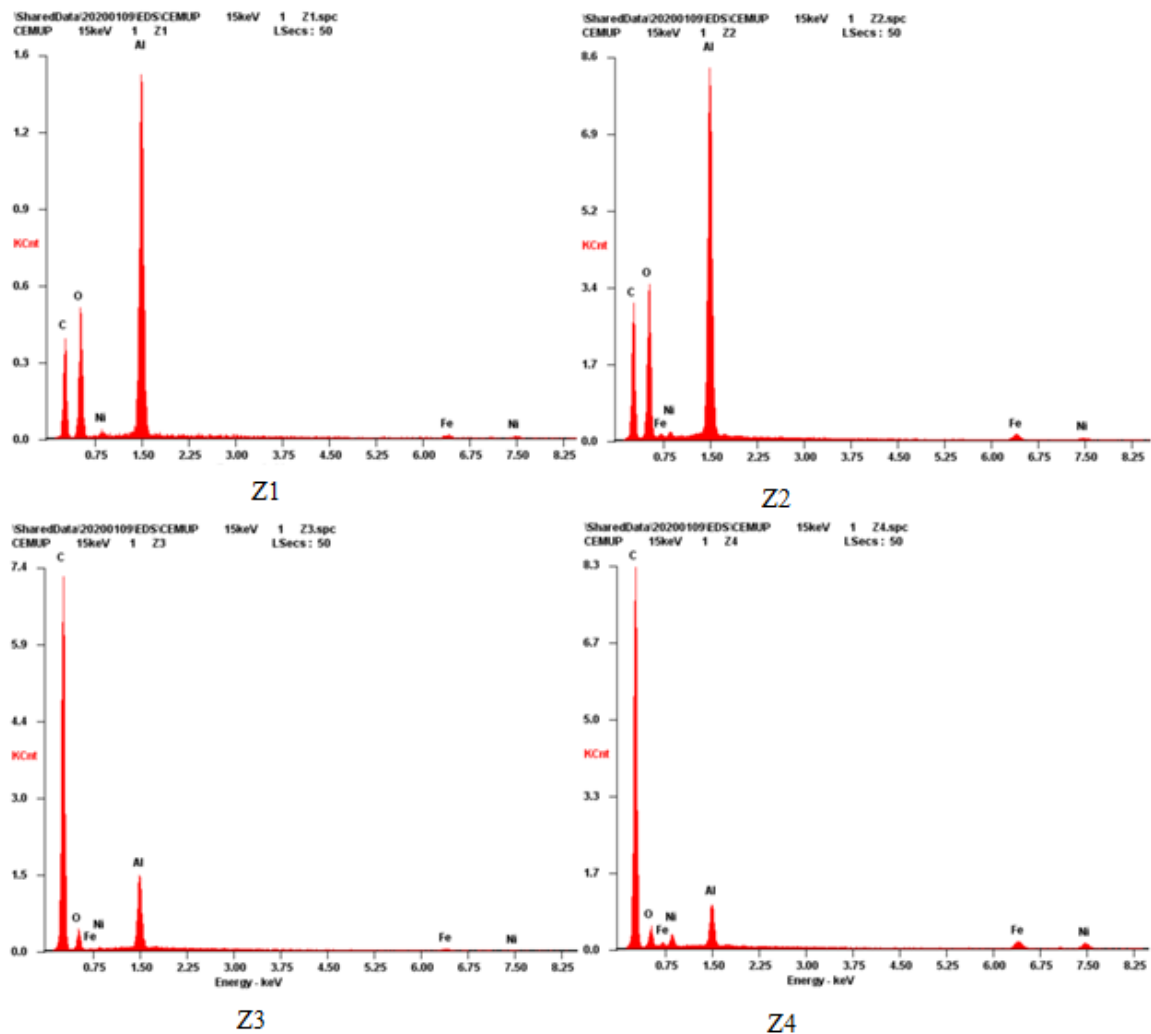 \SharedData\20200109\EDS\CEMUP 15keV 1 Z1.spc
CEMUP 15keV 1 Z1 LSecs : 50
Al
1.6
1.2
0.9
KCnt
0.6
O
C
0.3
Ni
Fe
Ni
0.0
0.75 1.50 2.25 3.00 3.75 4.50 5.25 6.00 6.75 7.50 8.25
Z1
\SharedData\20200109\EDS\CEMUP 15keV 1 Z2.spc
CEMUP 15keV 1 Z2 LSecs : 50
Al
8.6
6.9
5.2
KCnt
O
C
3.4
1.7
Ni
Fe
Fe
Ni
0.0
0.75 1.50 2.25 3.00 3.75 4.50 5.25 6.00 6.75 7.50 8.25
Z2
\SharedData\20200109\EDS\CEMUP 15keV 1 Z3.spc
CEMUP 15keV 1 Z3 LSecs : 50
C
7.4
5.9
4.4
KCnt
3.0
1.5
Al
O
Ni
Fe
Fe
Ni
0.0
0.75 1.50 2.25 3.00 3.75 4.50 5.25 6.00 6.75 7.50 8.25
Energy - keV
Z3
\SharedData\20200109\EDS\CEMUP 15keV 1 Z4.spc
CEMUP 15keV 1 Z4 LSecs : 50
C
8.3
6.7
5.0
KCnt
3.3
1.7
Al
O
Ni
Fe
Fe
Ni
0.0
0.75 1.50 2.25 3.00 3.75 4.50 5.25 6.00 6.75 7.50 8.25
Energy - keV
Z4